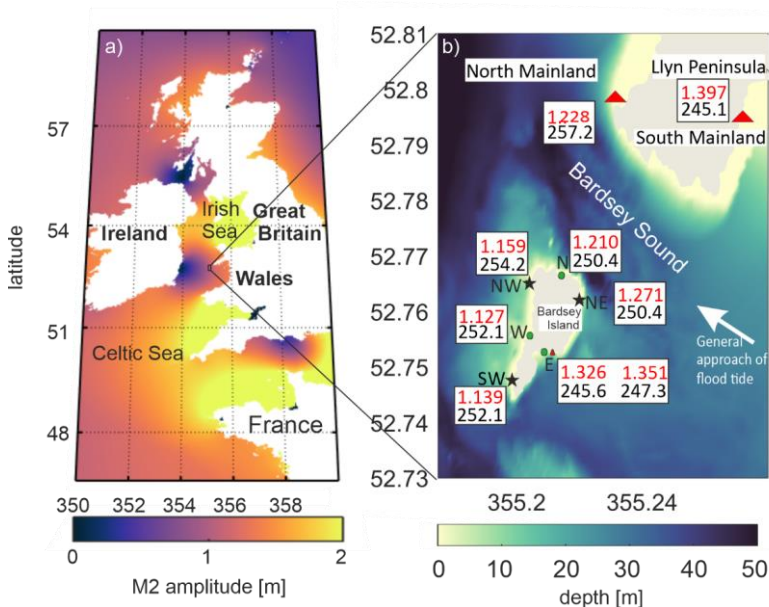 a)
57
54
51
48
latitude
Irish
Sea
Great
Britain
Ireland
Wales
Celtic Sea
France
350 352 354 356 358
0 1 2
M2 amplitude [m]
b)
52.81
52.8
52.79
52.78
52.77
52.76
52.75
52.74
52.73
North Mainland
Llyn Peninsula
1.397
245.1
1.228
257.2
South Mainland
Bardsey Sound
1.159
254.2
1.210
250.4
N
NW
NE
1.271
250.4
Bardsey
Island
1.127
252.1
W
E
General
approach of
flood tide
SW
1.326 1.351
245.6 247.3
1.139
252.1
355.2 355.24
0 10 20 30 40 50
depth [m]